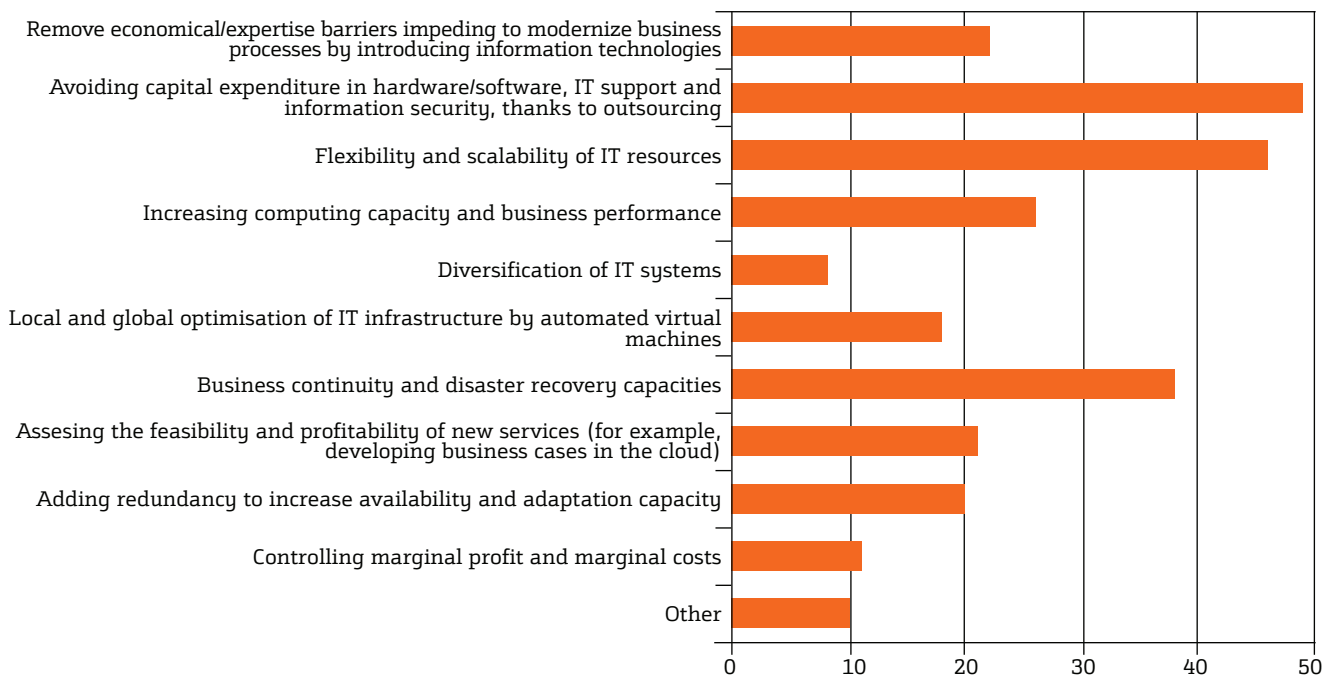 Remove economical/expertise barriers impeding to modernize business
processes by introducing information technologies
Avoiding capital expenditure in hardware/software, IT support and
information security, thanks to outsourcing
Flexibility and scalability of IT resources
Increasing computing capacity and business performance
Diversification of IT systems
Local and global optimisation of IT infrastructure by automated virtual
machines
Business continuity and disaster recovery capacities
Assesing the feasibility and profitability of new services (for example,
developing business cases in the cloud)
Adding redundancy to increase availability and adaptation capacity
Controlling marginal profit and marginal costs
Other
0 10 20 30 40 50